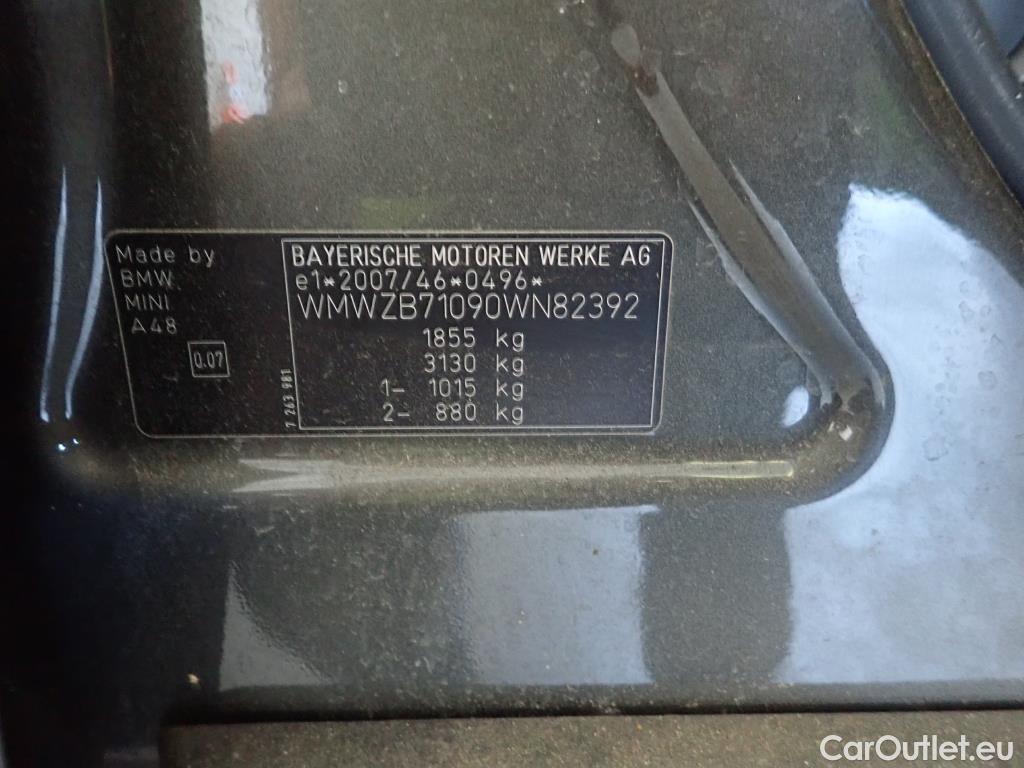 Made by
BMW
MINI
A48
0.07
7 263 981
BAYERISCHE MOTOREN WERKE AG
e1*2007/46*0496*
WMWZB71090WN82392
1855 kg
3130 kg
1- 1015 kg
2- 880 kg
CarOutlet.eu